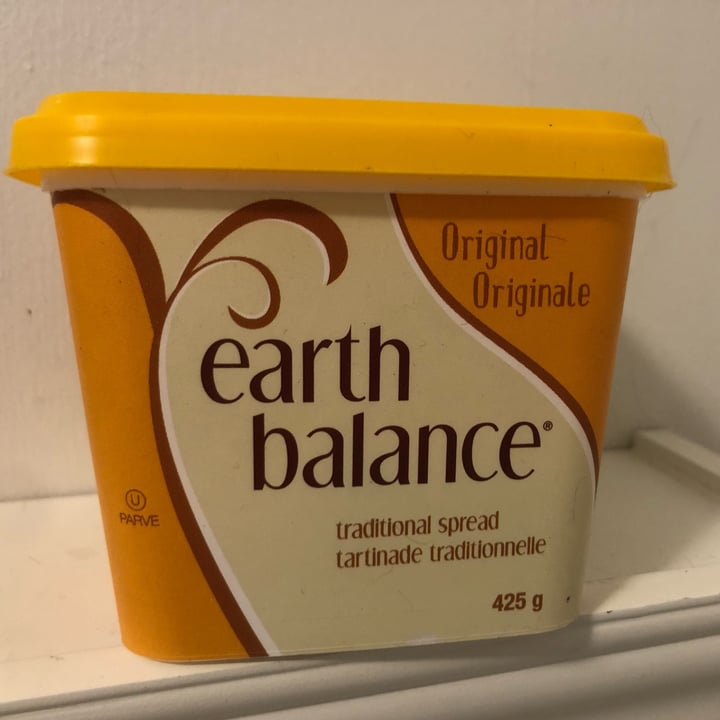 Original
Originale
earth
balance®
traditional spread
tartinade traditionnelle
U
PARVE
425 g